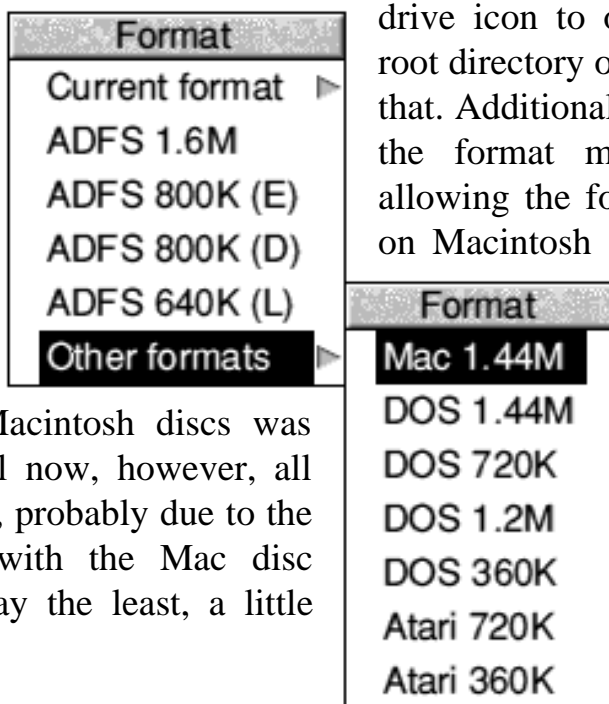 Format
Current format
ADFS 1.6M
ADFS 800K (E)
ADFS 800K (D)
ADFS 640K (L)
Other formats
drive icon to
root directory
that. Additional
the format
allowing the
on Macintosh
Format
Mac 1.44M
DOS 1.44M
DOS 720K
DOS 1.2M
DOS 360K
Atari 720K
Atari 360K
Macintosh discs was
now, however, all
, probably due to the
with the Mac disc
the least, a little